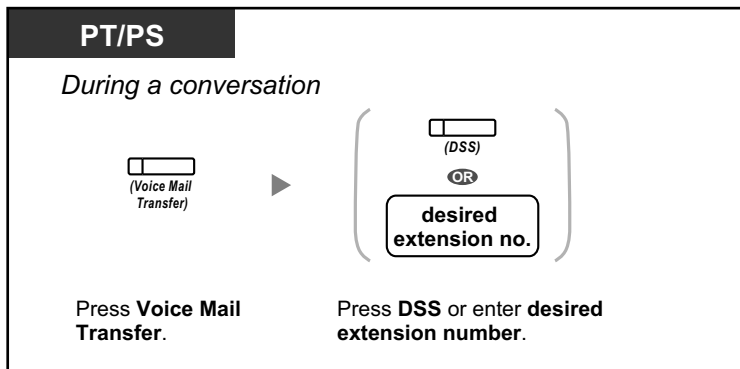 PT/PS
During a conversation
(Voice Mail
Transfer)
(DSS)
OR
desired
extension no.
Press Voice Mail
Transfer.
Press DSS or enter desired
extension number.